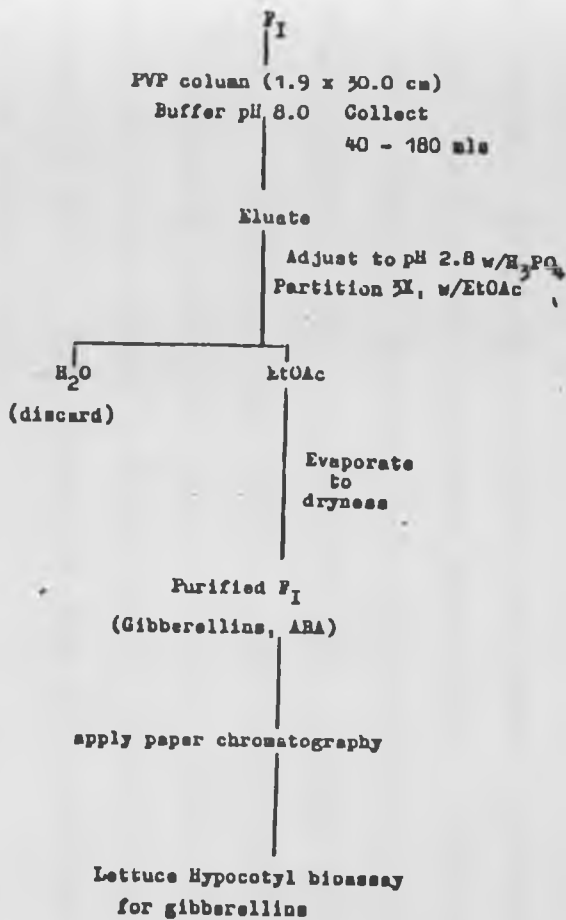 F_I
PVP column (1.9 x 30.0 cm)
Buffer pH 8.0 Collect
40 - 180 mls
Eluate
Adjust to pH 2.8 w/H3PO4
Partition 3X, w/EtOAc
H2O
EtOAc
(discard)
Evaporate
to
dryness
Purified F_I
(Gibberellins, ABA)
apply paper chromatography
Lettuce Hypocotyl bioassay
for gibberellins